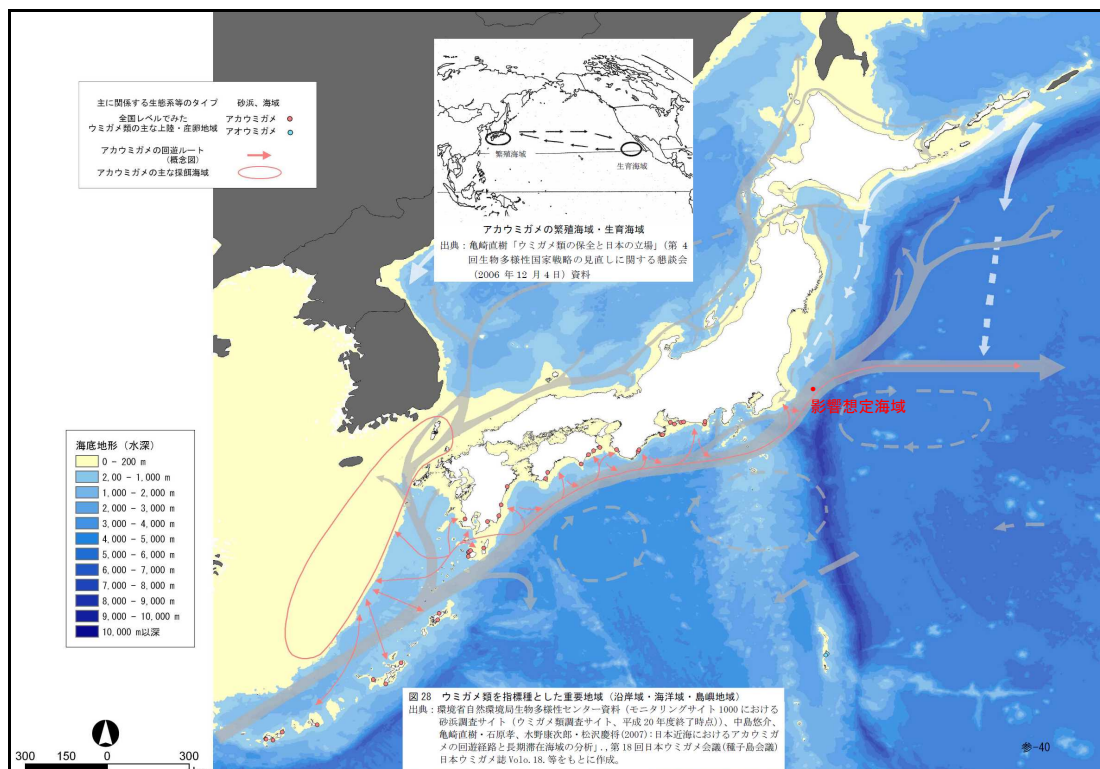 主に関係する生態系等のタイプ 砂浜、海域
全国レベルでみた
ウミガメ類の主な上陸・産卵地域
アカウミガメ
アオウミガメ
アカウミガメの回遊ルート
(概念図)
アカウミガメの主な採餌海域
繁殖海域
生育海域
アカウミガメの繁殖海域・生育海域
出典:亀崎直樹「ウミガメ類の保全と日本の立場」(第 4
回生物多様性国家戦略の見直しに関する懇談会
(2006 年 12 月 4 日)資料
影響想定海域
海底地形(水深)
0 - 200 m
2,00 - 1,000 m
1,000 - 2,000 m
2,000 - 3,000 m
3,000 - 4,000 m
4,000 - 5,000 m
5,000 - 6,000 m
6,000 - 7,000 m
7,000 - 8,000 m
8,000 - 9,000 m
9,000 - 10,000 m
10,000 m以深
図 28 ウミガメ類を指標種とした重要地域(沿岸域・海洋域・島嶼地域)
出典:環境省自然環境局生物多様性センター資料(モニタリングサイト 1000 における
砂浜調査サイト(ウミガメ類調査サイト、平成 20 年度終了時点))、中島悠介、
亀崎直樹・石原孝、水野康次郎・松沢慶将(2007):日本近海におけるアカウミガ
メの回遊経路と長期滞在海域の分析」,、第 18 回日本ウミガメ会議(種子島会議)
日本ウミガメ誌 Volo. 18. 等をもとに作成。
参-40
300 150 0 300